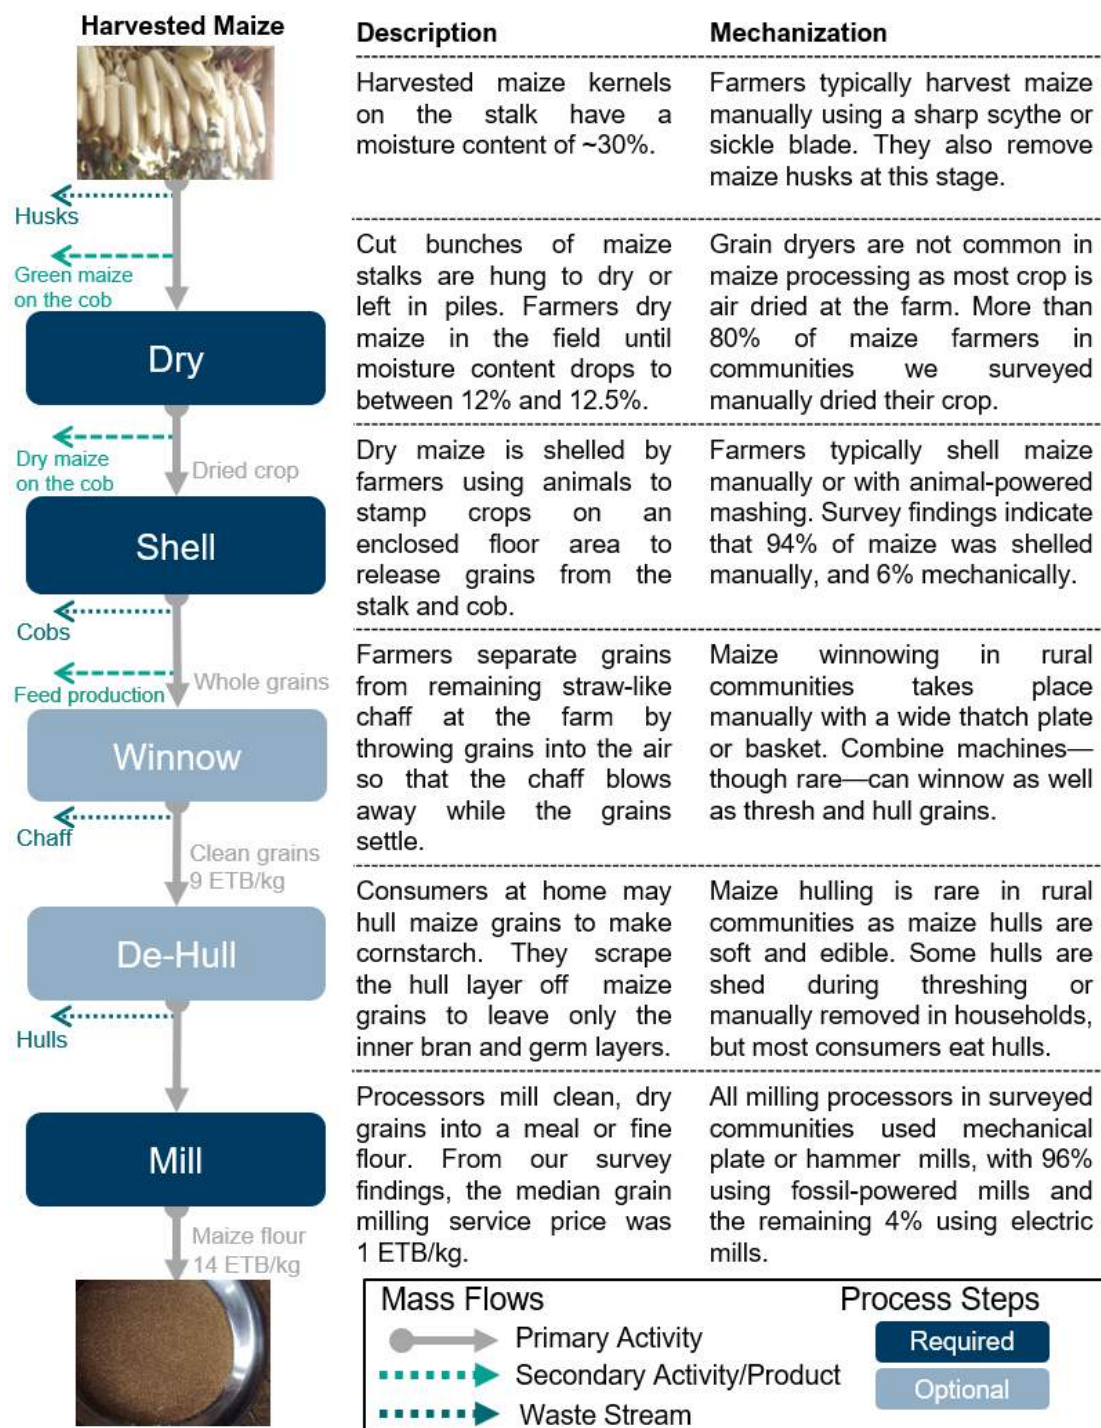 Harvested Maize
Description
Mechanization
Harvested maize kernels
on the stalk have a
moisture content of ~30%.
Farmers typically harvest maize
manually using a sharp scythe or
sickle blade. They also remove
maize husks at this stage.
Husks
Green maize
on the cob
Dry
Cut bunches of maize
stalks are hung to dry or
left in piles. Farmers dry
maize in the field until
moisture content drops to
between 12% and 12.5%.
Grain dryers are not common in
maize processing as most crop is
air dried at the farm. More than
80% of maize farmers in
communities we surveyed
manually dried their crop.
Dry maize
on the cob
Dried crop
Shell
Dry maize is shelled by
farmers using animals to
stamp crops on an
enclosed floor area to
release grains from the
stalk and cob.
Farmers typically shell maize
manually or with animal-powered
mashing. Survey findings indicate
that 94% of maize was shelled
manually, and 6% mechanically.
Cobs
Feed production
Whole grains
Winnow
Farmers separate grains
from remaining straw-like
chaff at the farm by
throwing grains into the air
so that the chaff blows
away while the grains
settle.
Maize winnowing in rural
communities takes place
manually with a wide thatch plate
or basket. Combine machines—
though rare—can winnow as well
as thresh and hull grains.
Chaff
Clean grains
9 ETB/kg
De-Hull
Consumers at home may
hull maize grains to make
cornstarch. They scrape
the hull layer off maize
grains to leave only the
inner bran and germ layers.
Maize hulling is rare in rural
communities as maize hulls are
soft and edible. Some hulls are
shed during threshing or
manually removed in households,
but most consumers eat hulls.
Hulls
Mill
Processors mill clean, dry
grains into a meal or fine
flour. From our survey
findings, the median grain
milling service price was
1 ETB/kg.
All milling processors in surveyed
communities used mechanical
plate or hammer mills, with 96%
using fossil-powered mills and
the remaining 4% using electric
mills.
Maize flour
14 ETB/kg
Mass Flows
Primary Activity
Secondary Activity/Product
Waste Stream
Process Steps
Required
Optional